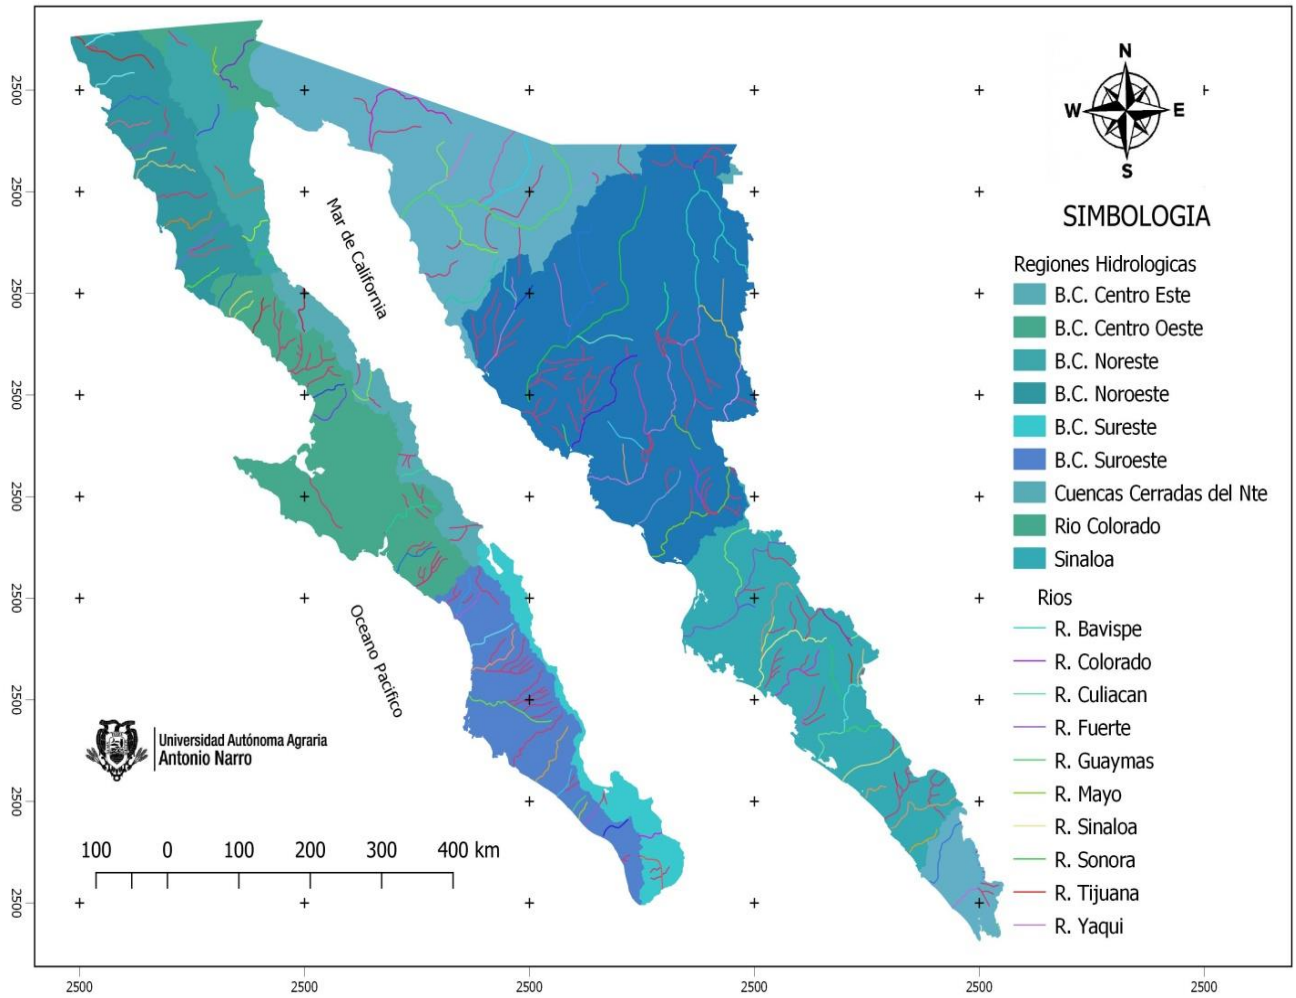 N
W E
S
SIMBOLOGIA
Regiones Hidrologicas
B.C. Centro Este
B.C. Centro Oeste
B.C. Noreste
B.C. Noroeste
B.C. Sureste
B.C. Suroeste
Cuencas Cerradas del Nte
Rio Colorado
Sinaloa
Rios
R. Bavispe
R. Colorado
R. Culiacan
R. Fuerte
R. Guaymas
R. Mayo
R. Sinaloa
R. Sonora
R. Tijuana
R. Yaqui
Mar de California
Oceano Pacifico
Universidad Autónoma Agraria
Antonio Narro
100 0 100 200 300 400 km
2500
2500
2500
2500
2500
2500
2500
2500
2500
2500 2500 2500 2500 2500 2500